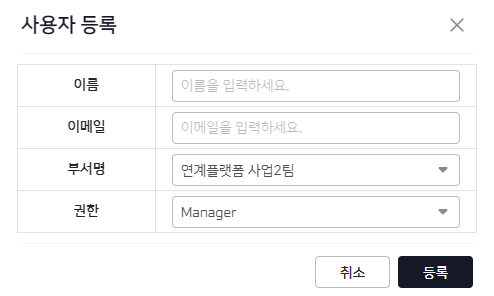 사용자 등록
이름
이름을 입력하세요.
이메일
이메일을 입력하세요.
부서명
연계플랫폼 사업2팀
권한
Manager
취소
등록